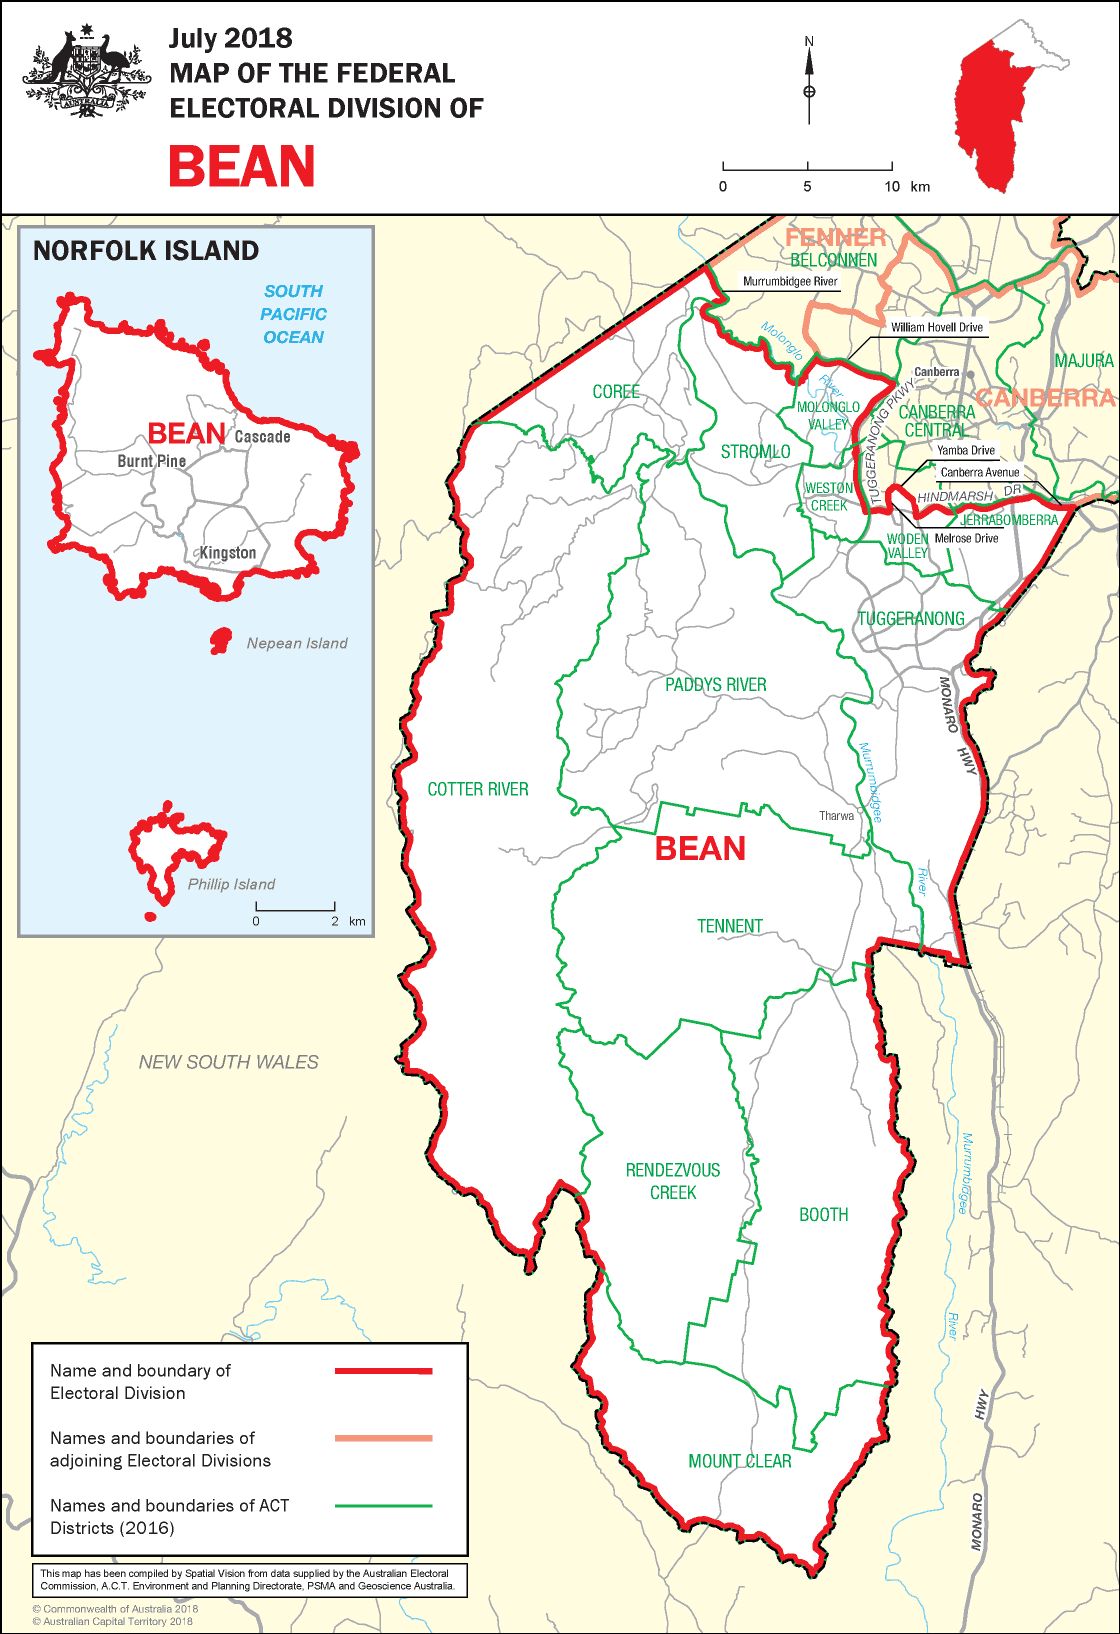 July 2018
MAP OF THE FEDERAL
ELECTORAL DIVISION OF
BEAN
AUSTRALIA
N
0 5 10 km
NORFOLK ISLAND
SOUTH
PACIFIC
OCEAN
BEAN
Cascade
Burnt Pine
Kingston
Nepean Island
Phillip Island
0 2 km
FENNER
BELCONNEN
Murrumbidgee River
Molonglo
River
William Hovell Drive
MAJURA
Canberra
CANBERRA
COREE
MOLONGLO
VALLEY
TUGGERANONG PKWY
CANBERRA
CENTRAL
STROMLO
Yamba Drive
Canberra Avenue
WESTON
CREEK
HINDMARSH DR
JERRABOMBERRA
WODEN
VALLEY
Melrose Drive
TUGGERANONG
PADDYS RIVER
MONARO HWY
COTTER RIVER
Murrumbidgee
River
Tharwa
BEAN
TENNENT
NEW SOUTH WALES
RENDEZVOUS
CREEK
BOOTH
Murrumbidgee
River
MONARO HWY
MOUNT CLEAR
Name and boundary of
Electoral Division
Names and boundaries of
adjoining Electoral Divisions
Names and boundaries of ACT
Districts (2016)
This map has been compiled by Spatial Vision from data supplied by the Australian Electoral
Commission, A.C.T. Environment and Planning Directorate, PSMA and Geoscience Australia.
© Commonwealth of Australia 2018
© Australian Capital Territory 2018